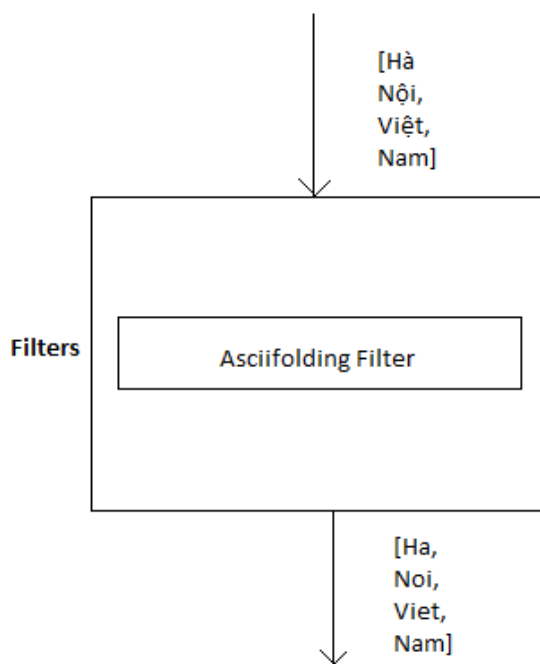 [Hà
Nội,
Việt,
Nam]
Filters
Asciifolding Filter
[Ha,
Noi,
Viet,
Nam]